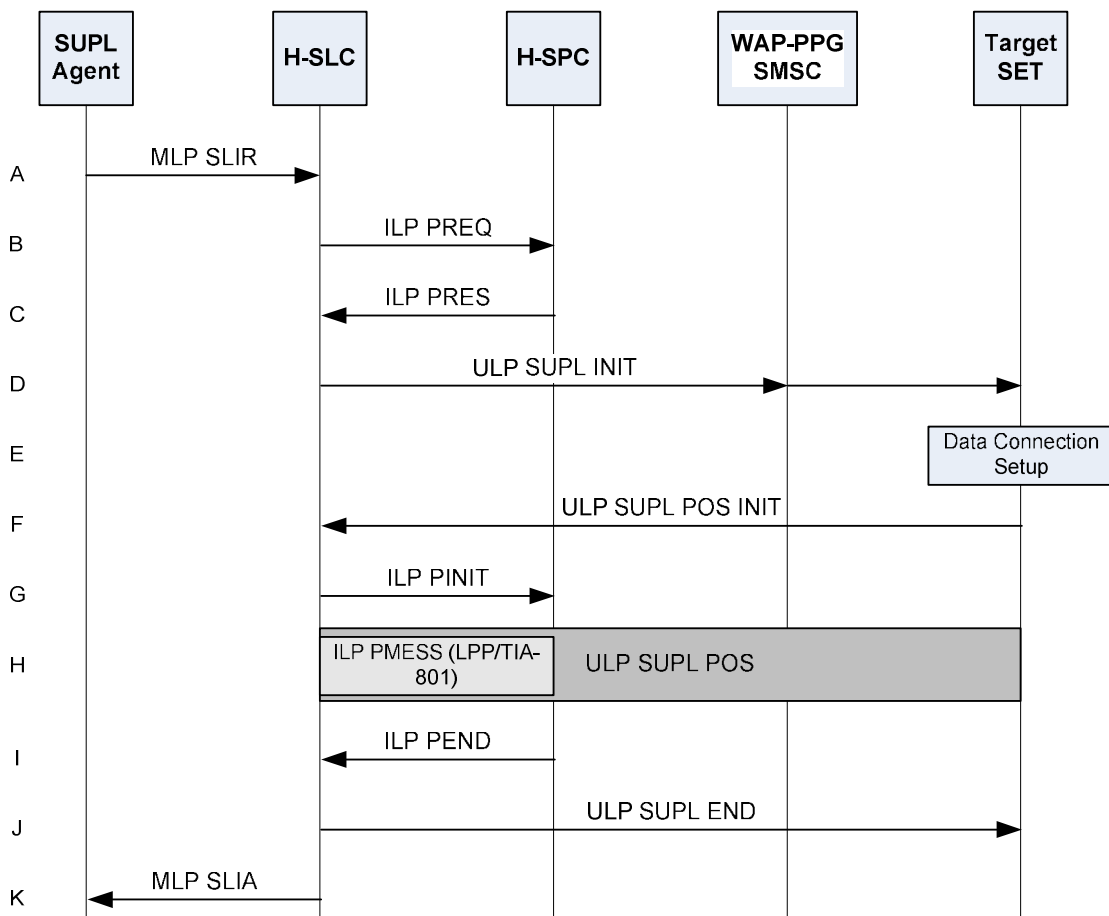 SUPL
Agent
H-SLC
H-SPC
WAP-PPG
SMSC
Target
SET
A
MLP SLIR
B
ILP PREQ
C
ILP PRES
D
ULP SUPL INIT
E
Data Connection
Setup
F
ULP SUPL POS INIT
G
ILP PINIT
H
ILP PMESS (LPP/TIA-
801)
ULP SUPL POS
I
ILP PEND
J
ULP SUPL END
K
MLP SLIA